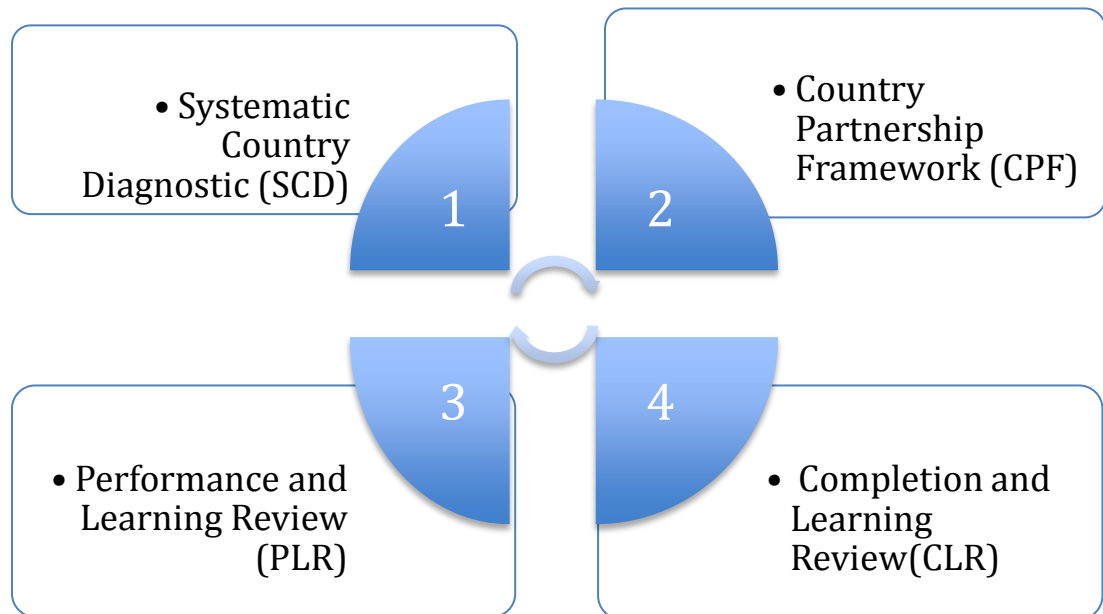 • Systematic
Country
Diagnostic (SCD)
1
• Country
Partnership
Framework (CPF)
2
• Performance and
Learning Review
(PLR)
3
• Completion and
Learning
Review(CLR)
4